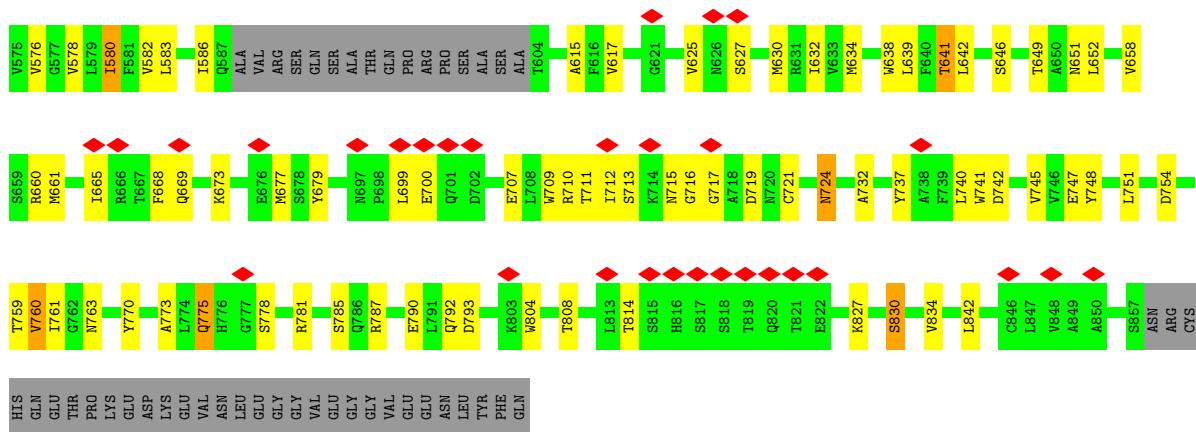 V575 V576 G577 V578 L579 I580 F581 V582 L583 I586 Q587 ALA VAL ARG SER GLN SER ALA THR GLN PRO ARG PRO SER ALA SER ALA T604 A615 F616 V617 G621 V625 N626 S627 M630 R631 I632 V633 M634 W638 L639 F640 T641 L642 S646 T649 A650 N651 L652 V658
S659 R660 M661 I665 R666 T667 F668 Q669 K673 E676 M677 S678 Y679 N697 P698 L699 E700 Q701 D702 E707 L708 W709 R710 T711 I712 S713 K714 N715 G716 G717 A718 D719 N720 C721 N724 A732 Y737 A738 F739 L740 W741 D742 V745 V746 E747 Y748 L751 D754
T759 V760 I761 G762 N763 Y770 A773 L774 Q775 H776 G777 S778 R781 S785 Q786 R787 E790 L791 Q792 D793 K803 W804 T808 L813 T814 S815 H816 S817 S818 T819 Q820 T821 E822 K827 S830 V834 L842 C846 L847 V848 A849 A850 S857 ASN ARG CYS
HIS GLN GLU THR PRO LYS GLU ASP LYS GLU VAL ASN LEU GLU GLY GLY VAL GLU GLY GLY VAL GLU GLU ASN LEU TYR PHE GLN